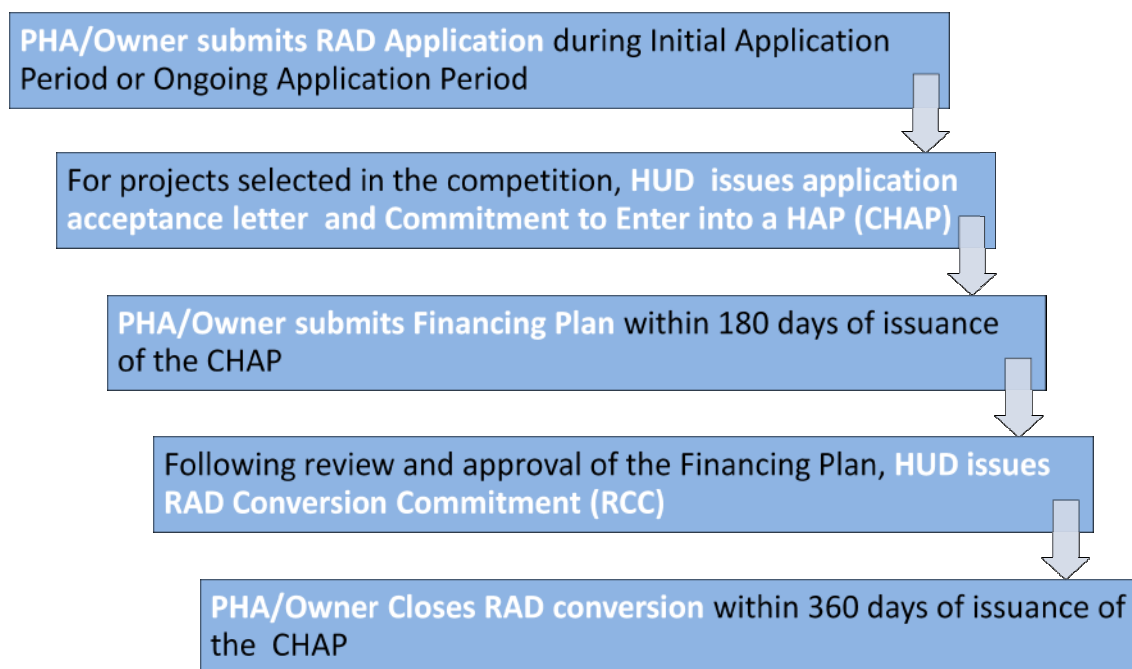 PHA/Owner submits RAD Application during Initial Application
Period or Ongoing Application Period
For projects selected in the competition, HUD issues application
acceptance letter and Commitment to Enter into a HAP (CHAP)
PHA/Owner submits Financing Plan within 180 days of issuance
of the CHAP
Following review and approval of the Financing Plan, HUD issues
RAD Conversion Commitment (RCC)
PHA/Owner Closes RAD conversion within 360 days of issuance of
the CHAP